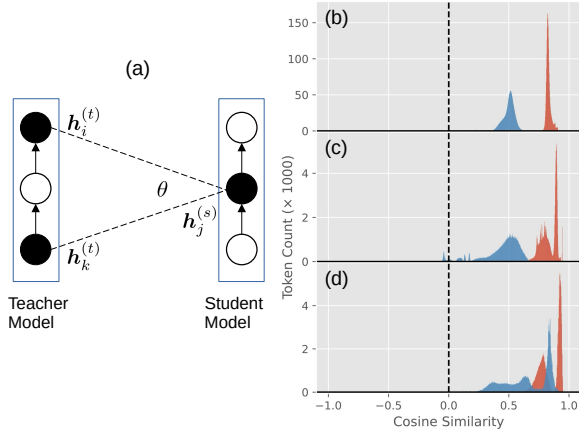 (a)
h_i^(t)
θ
h_j^(s)
h_k^(t)
Teacher
Model
Student
Model
(b)
150
100
50
0
(c)
4
2
0
(d)
4
2
0
Token Count (× 1000)
−1.0
−0.5
0.0
0.5
1.0
Cosine Similarity